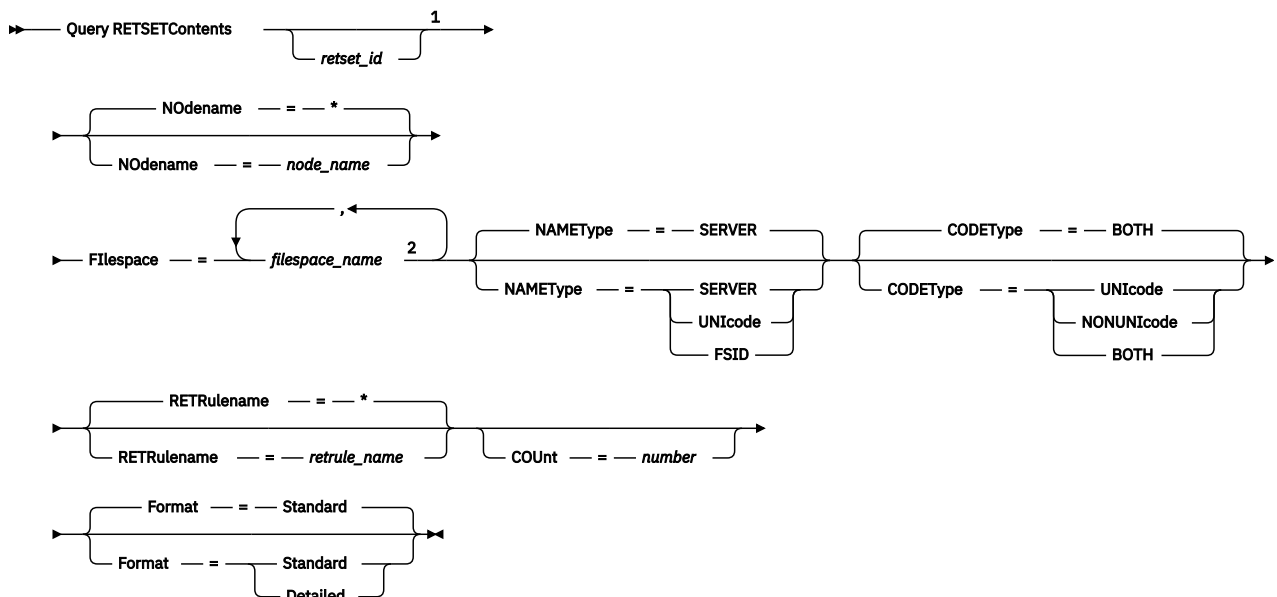 Query RETSETContents
retset_id
1
NOdename = *
NOdename = node_name
,
FIlespace = filespace_name 2
NAMEType = SERVER
NAMEType = SERVER
UNIcode
FSID
CODEType = BOTH
CODEType = UNIcode
NONUNIcode
BOTH
RETRulename = *
RETRulename = retrule_name
COUnt = number
Format = Standard
Format = Standard
Detailed